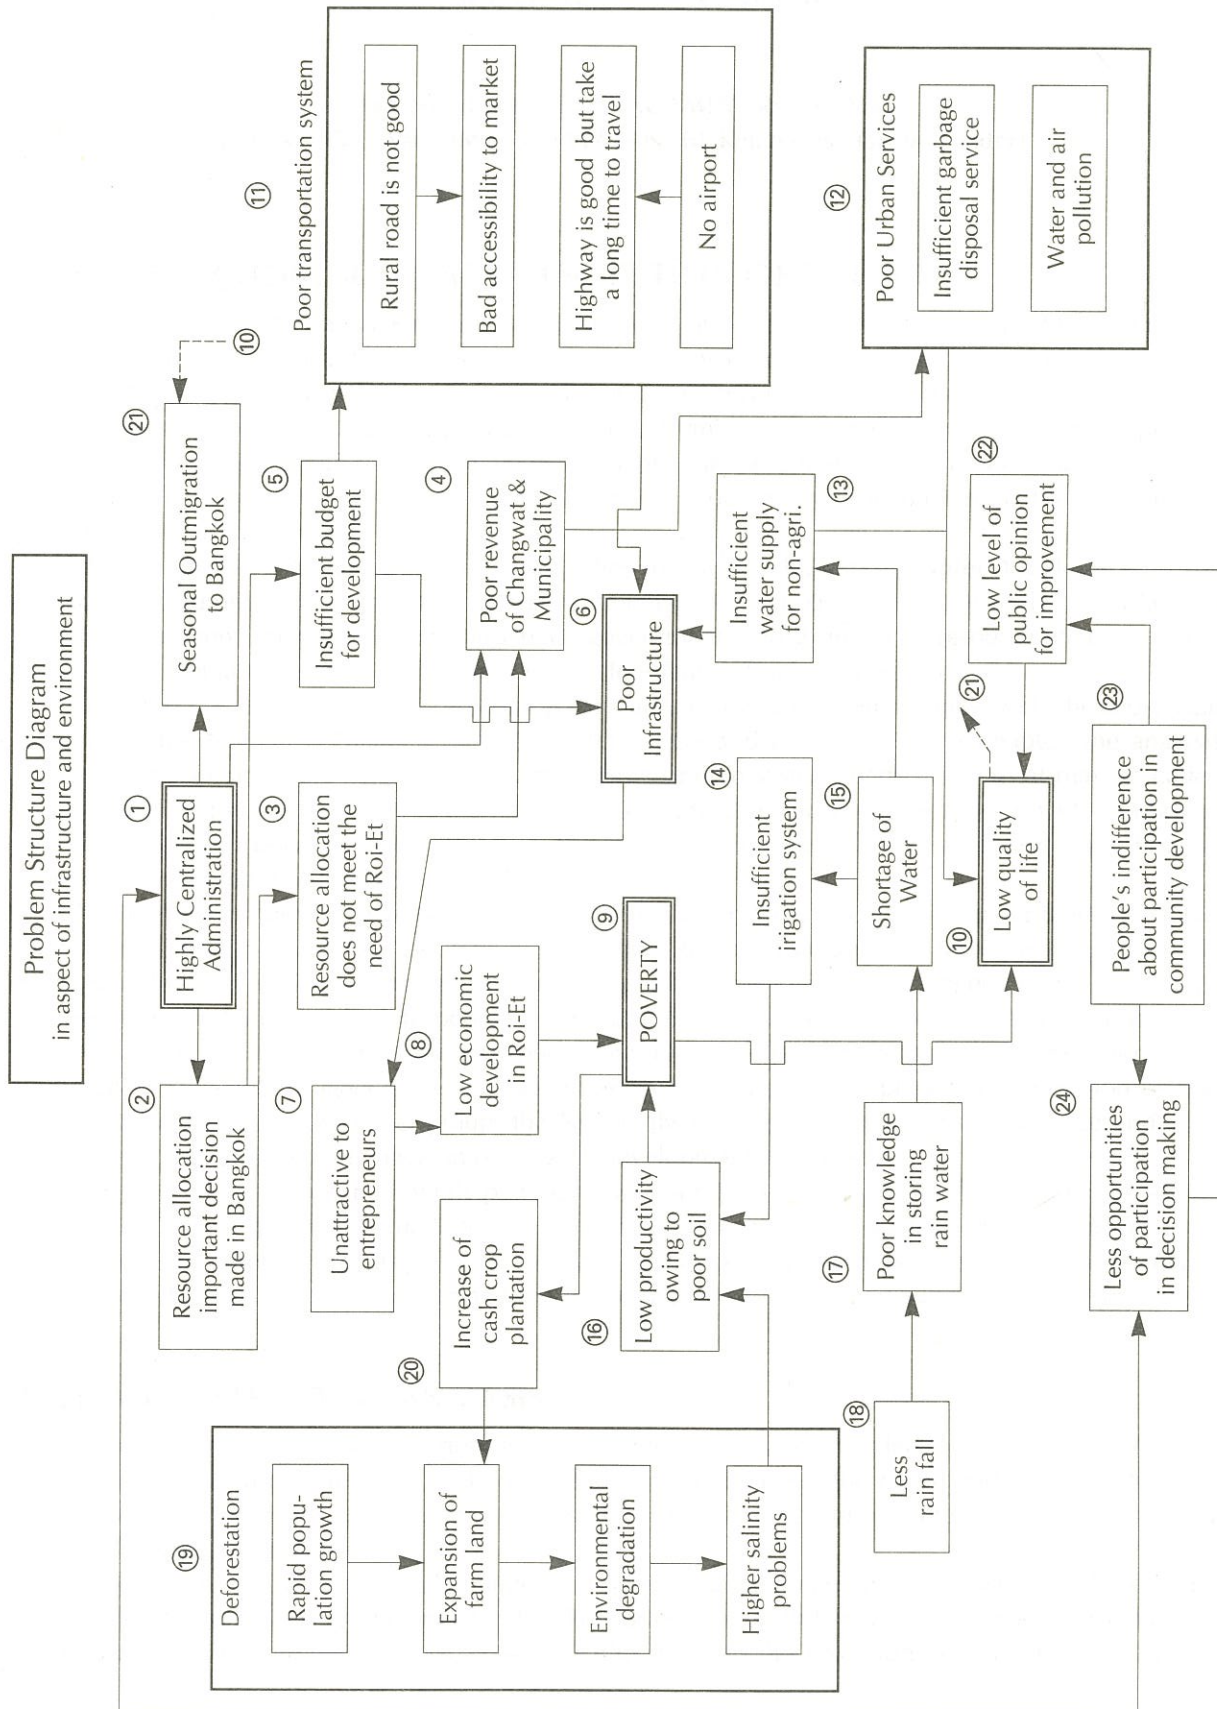 Problem Structure Diagram
in aspect of infrastructure and environment
①
Highly Centralized
Administration
②
Resource allocation
important decision
made in Bangkok
㉑
Seasonal Outmigration
to Bangkok
⑩
③
Resource allocation
does not meet the
need of Roi-Et
⑤
Insufficient budget
for development
④
Poor revenue
of Changwat &
Municipality
⑦
Unattractive to
entrepreneurs
⑧
Low economic
development
in Roi-Et
⑥
Poor
Infrastructure
⑨
POVERTY
⑪
Poor transportation system
Rural road is not good
Bad accessibility to market
Highway is good but take
a long time to travel
No airport
⑲
Deforestation
Rapid popu-
lation growth
Expansion of
farm land
Environmental
degradation
Higher salinity
problems
⑳
Increase of
cash crop
plantation
⑯
Low productivity
owing to
poor soil
⑭
Insufficient
irrigation system
⑬
Insufficient
water supply
for non-agri.
⑮
Shortage of
Water
⑰
Poor knowledge
in storing
rain water
⑱
Less
rain fall
⑫
Poor Urban Services
Insufficient garbage
disposal service
Water and air
pollution
⑩
Low quality
of life
㉑
㉒
Low level of
public opinion
for improvement
㉓
People's indifference
about participation in
community development
㉔
Less opportunities
of participation
in decision making